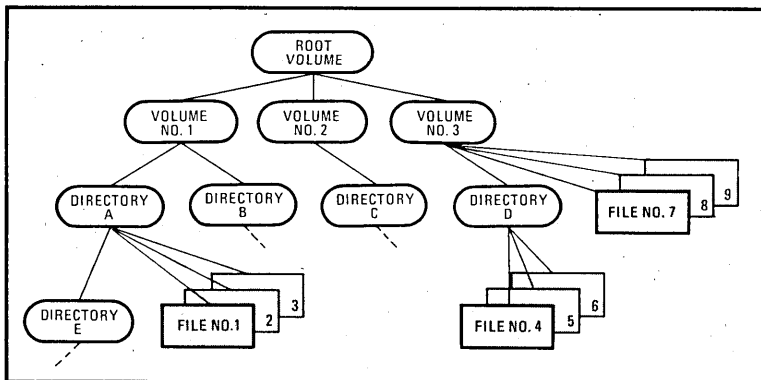 ROOT
VOLUME
VOLUME
NO. 1
VOLUME
NO. 2
VOLUME
NO. 3
DIRECTORY
A
DIRECTORY
B
DIRECTORY
C
DIRECTORY
D
9
8
FILE NO. 7
DIRECTORY
E
3
2
FILE NO.1
6
5
FILE NO. 4